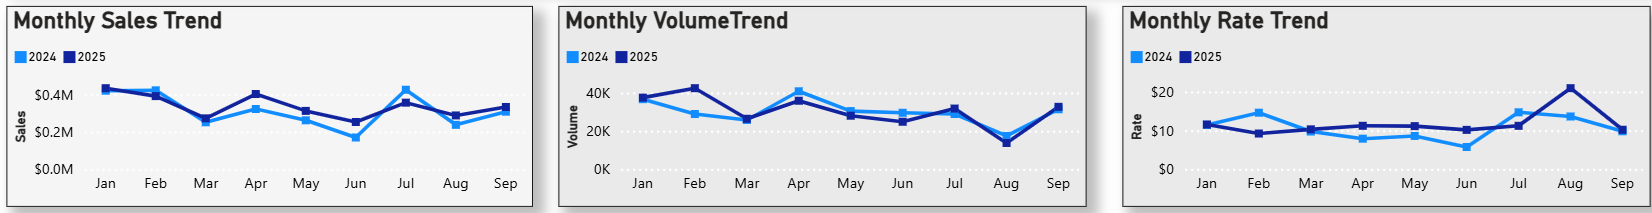 Monthly Sales Trend
2024 2025
Sales
$0.4M
$0.2M
$0.0M
Jan Feb Mar Apr May Jun Jul Aug Sep
Monthly VolumeTrend
2024 2025
Volume
40K
20K
0K
Jan Feb Mar Apr May Jun Jul Aug Sep
Monthly Rate Trend
2024 2025
Rate
$20
$10
$0
Jan Feb Mar Apr May Jun Jul Aug Sep